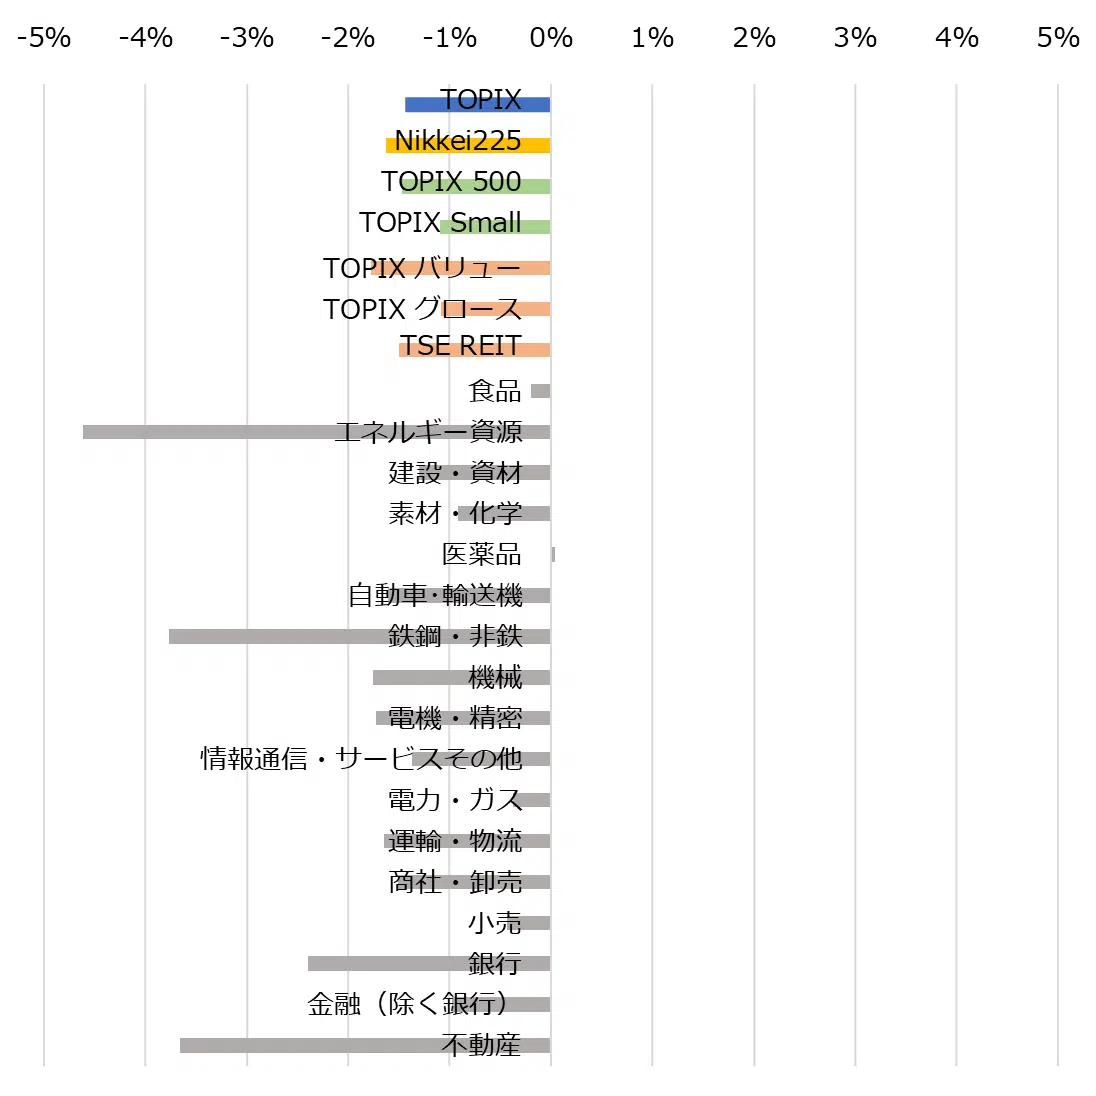 -5% -4% -3% -2% -1% 0% 1% 2% 3% 4% 5%
TOPIX
Nikkei225
TOPIX 500
TOPIX Small
TOPIX バリュー
TOPIX グロース
TSE REIT
食品
エネルギー資源
建設・資材
素材・化学
医薬品
自動車･輸送機
鉄鋼・非鉄
機械
電機・精密
情報通信・サービスその他
電力・ガス
運輸・物流
商社・卸売
小売
銀行
金融（除く銀行）
不動産